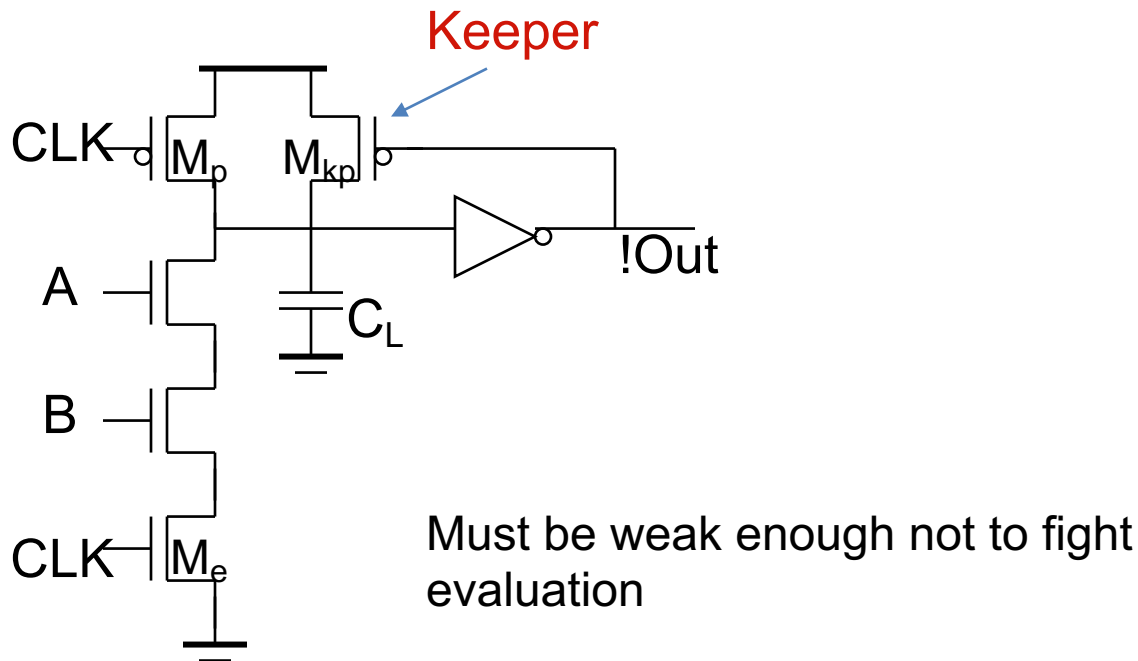 Keeper
CLK
Mp
Mkp
!Out
A
CL
B
CLK
Me
Must be weak enough not to fight
evaluation